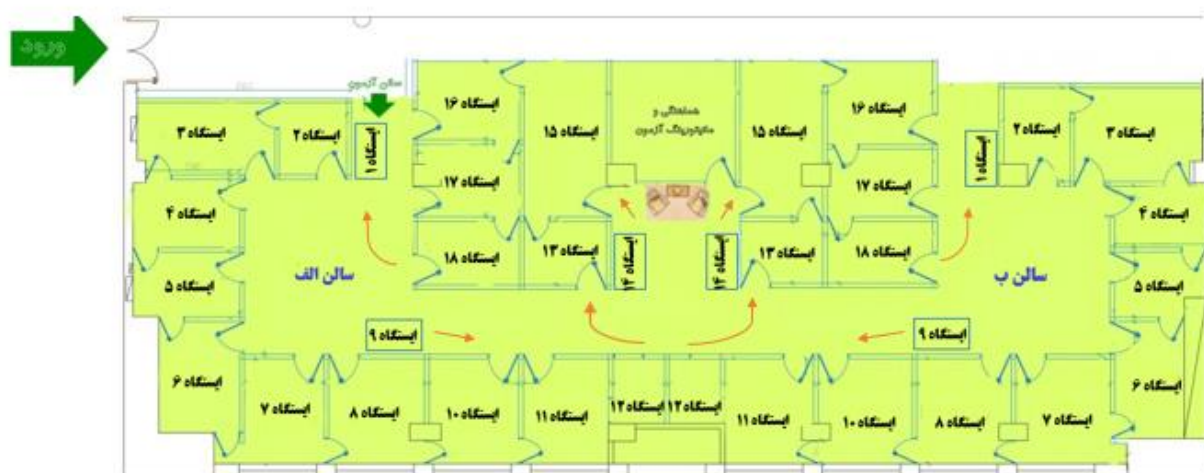 ورود
سالن آزمون
ایستگاه ۳
ایستگاه ۲
ایستگاه ۱
ایستگاه ۱۶
ایستگاه ۱۵
هماهنگی و
مانیتورینگ آزمون
ایستگاه ۱۵
ایستگاه ۱۶
ایستگاه ۱
ایستگاه ۲
ایستگاه ۳
ایستگاه ۴
ایستگاه ۱۷
ایستگاه ۱۷
ایستگاه ۴
ایستگاه ۵
سالن الف
ایستگاه ۱۸
ایستگاه ۱۳
ایستگاه ۱۴
ایستگاه ۱۴
ایستگاه ۱۳
ایستگاه ۱۸
سالن ب
ایستگاه ۵
ایستگاه ۹
ایستگاه ۹
ایستگاه ۶
ایستگاه ۷
ایستگاه ۸
ایستگاه ۱۰
ایستگاه ۱۱
ایستگاه ۱۲
ایستگاه ۱۲
ایستگاه ۱۱
ایستگاه ۱۰
ایستگاه ۸
ایستگاه ۷
ایستگاه ۶